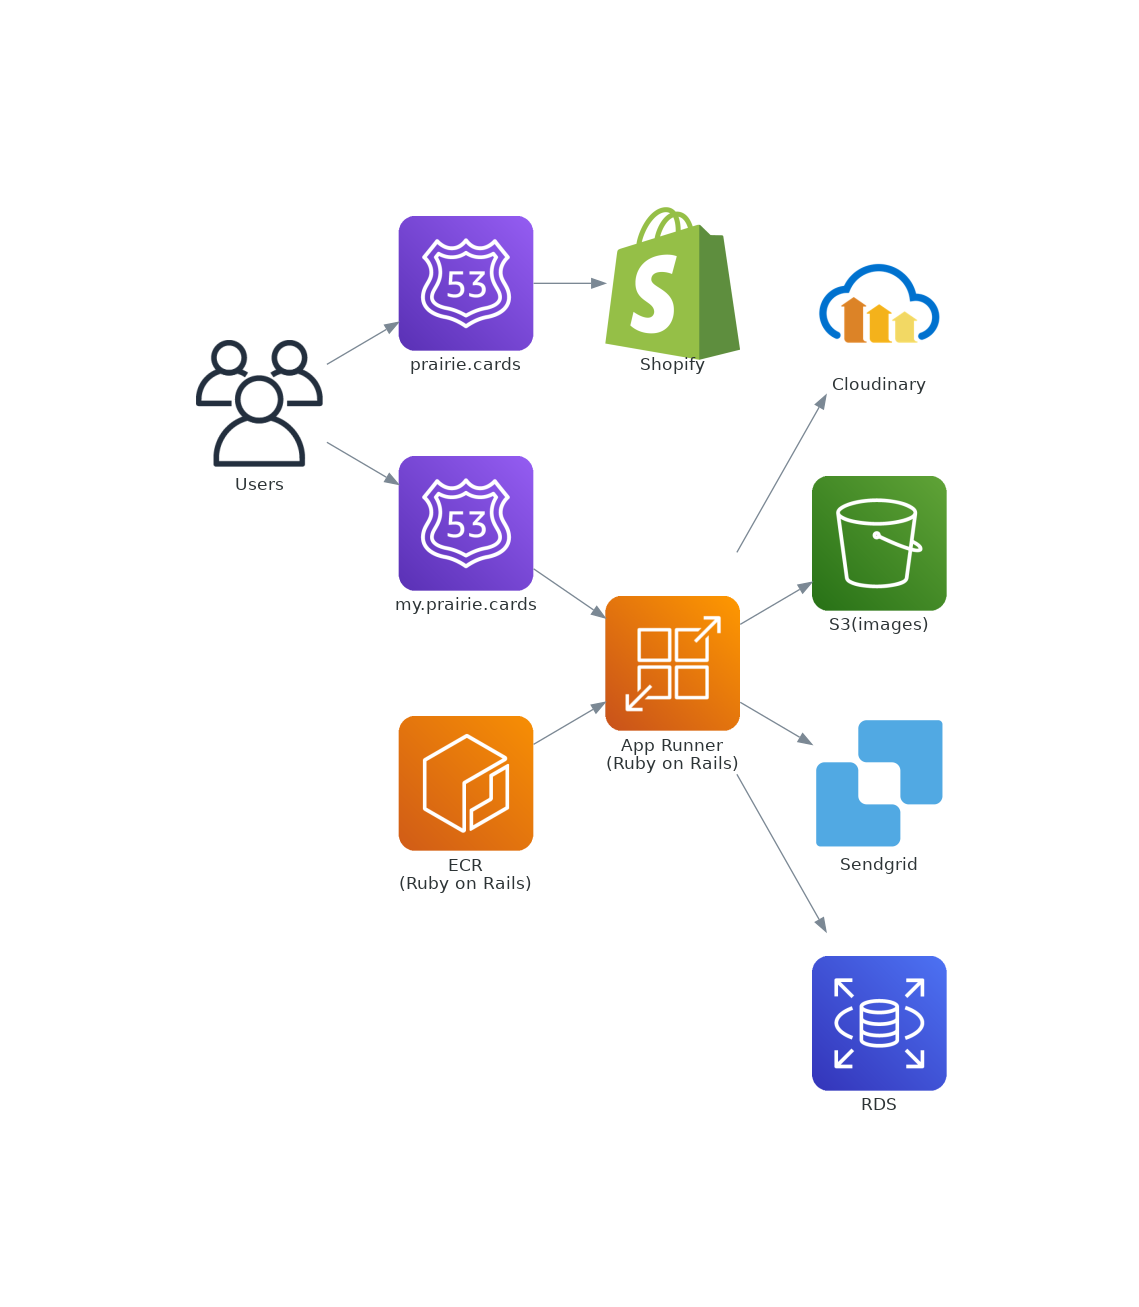 53
prairie.cards
S
Shopify
Cloudinary
Users
53
my.prairie.cards
S3(images)
App Runner
(Ruby on Rails)
ECR
(Ruby on Rails)
Sendgrid
RDS